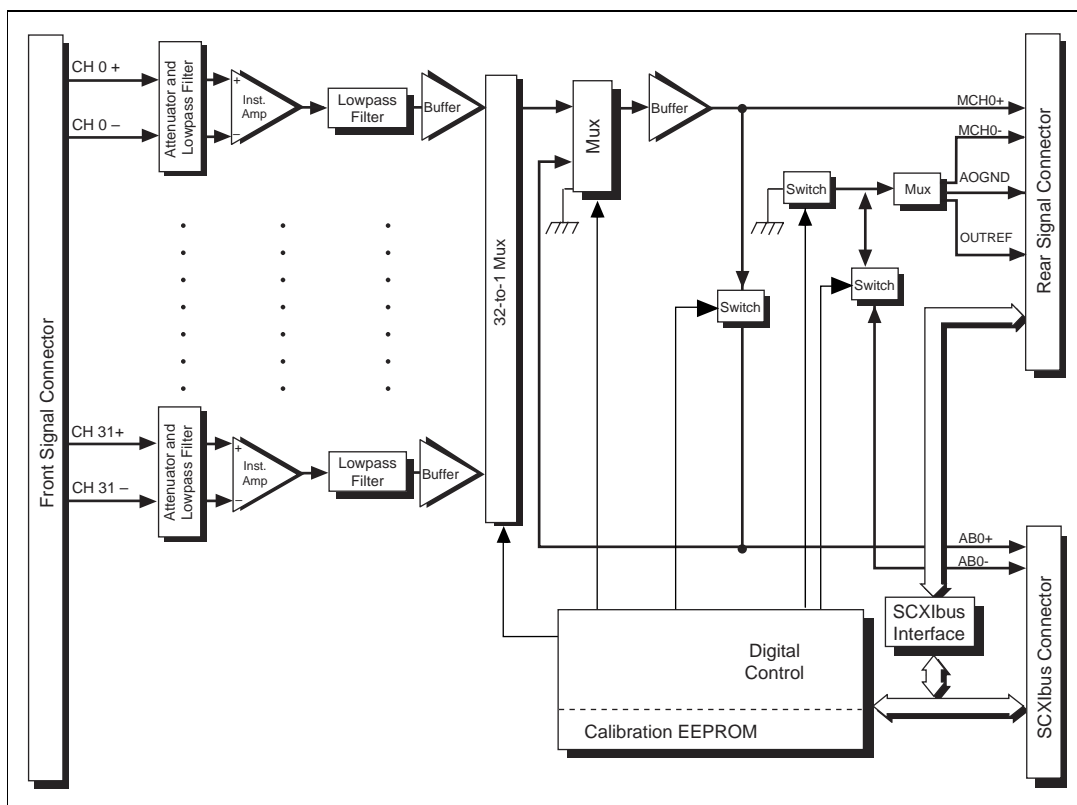 Front Signal Connector
CH 0 +
CH 0 –
Attenuator and
Lowpass Filter
+
–
Inst.
Amp
Lowpass
Filter
Buffer
32-to-1 Mux
Mux
Buffer
MCH0+
MCH0-
AOGND
OUTREF
Switch
Mux
Switch
Switch
Rear Signal Connector
CH 31+
CH 31 –
Attenuator and
Lowpass Filter
+
–
Inst.
Amp
Lowpass
Filter
Buffer
AB0+
AB0-
SCXIbus
Interface
SCXIbus Connector
Digital
Control
Calibration EEPROM